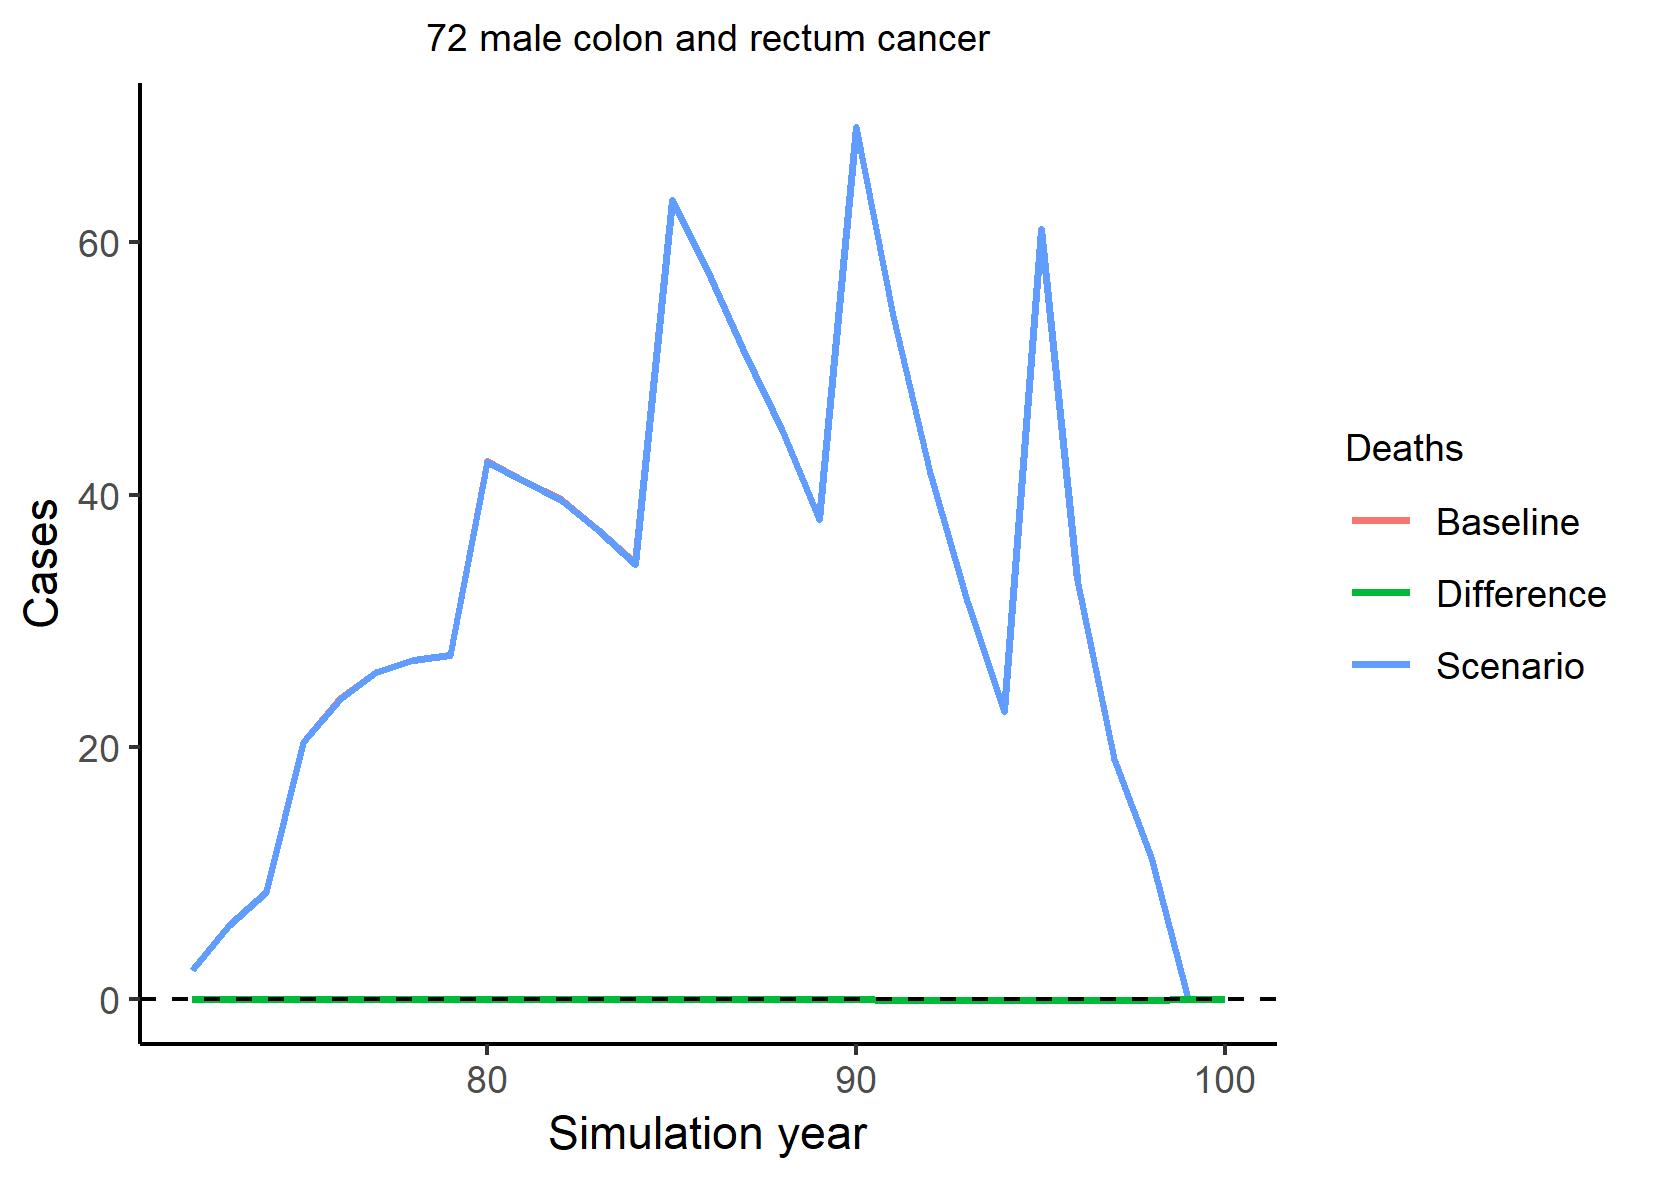 72 male colon and rectum cancer
Cases
60
40
20
0
80
90
100
Simulation year
Deaths
Baseline
Difference
Scenario